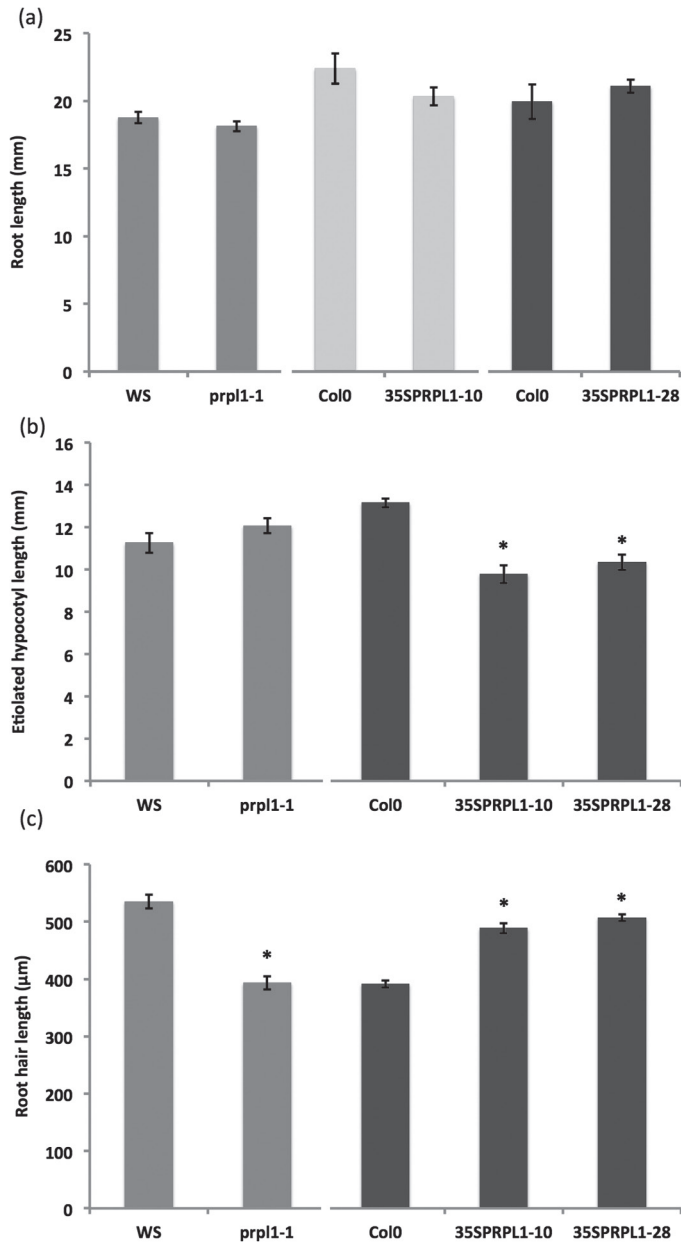 (a)
25
20
15
10
5
0
Root length (mm)
WS prpl1-1 Col0 35SPRPL1-10 Col0 35SPRPL1-28
(b)
16
14
12
10
8
6
4
2
0
Etiolated hypocotyl length (mm)
* *
WS prpl1-1 Col0 35SPRPL1-10 35SPRPL1-28
(c)
600
500
400
300
200
100
0
Root hair length (μm)
* * *
WS prpl1-1 Col0 35SPRPL1-10 35SPRPL1-28